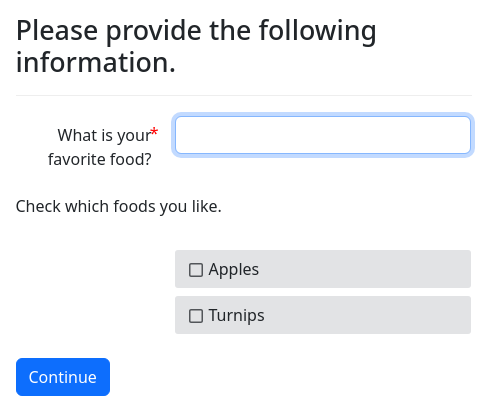 Please provide the following
information.
What is your*
favorite food?
Check which foods you like.
Apples
Turnips
Continue